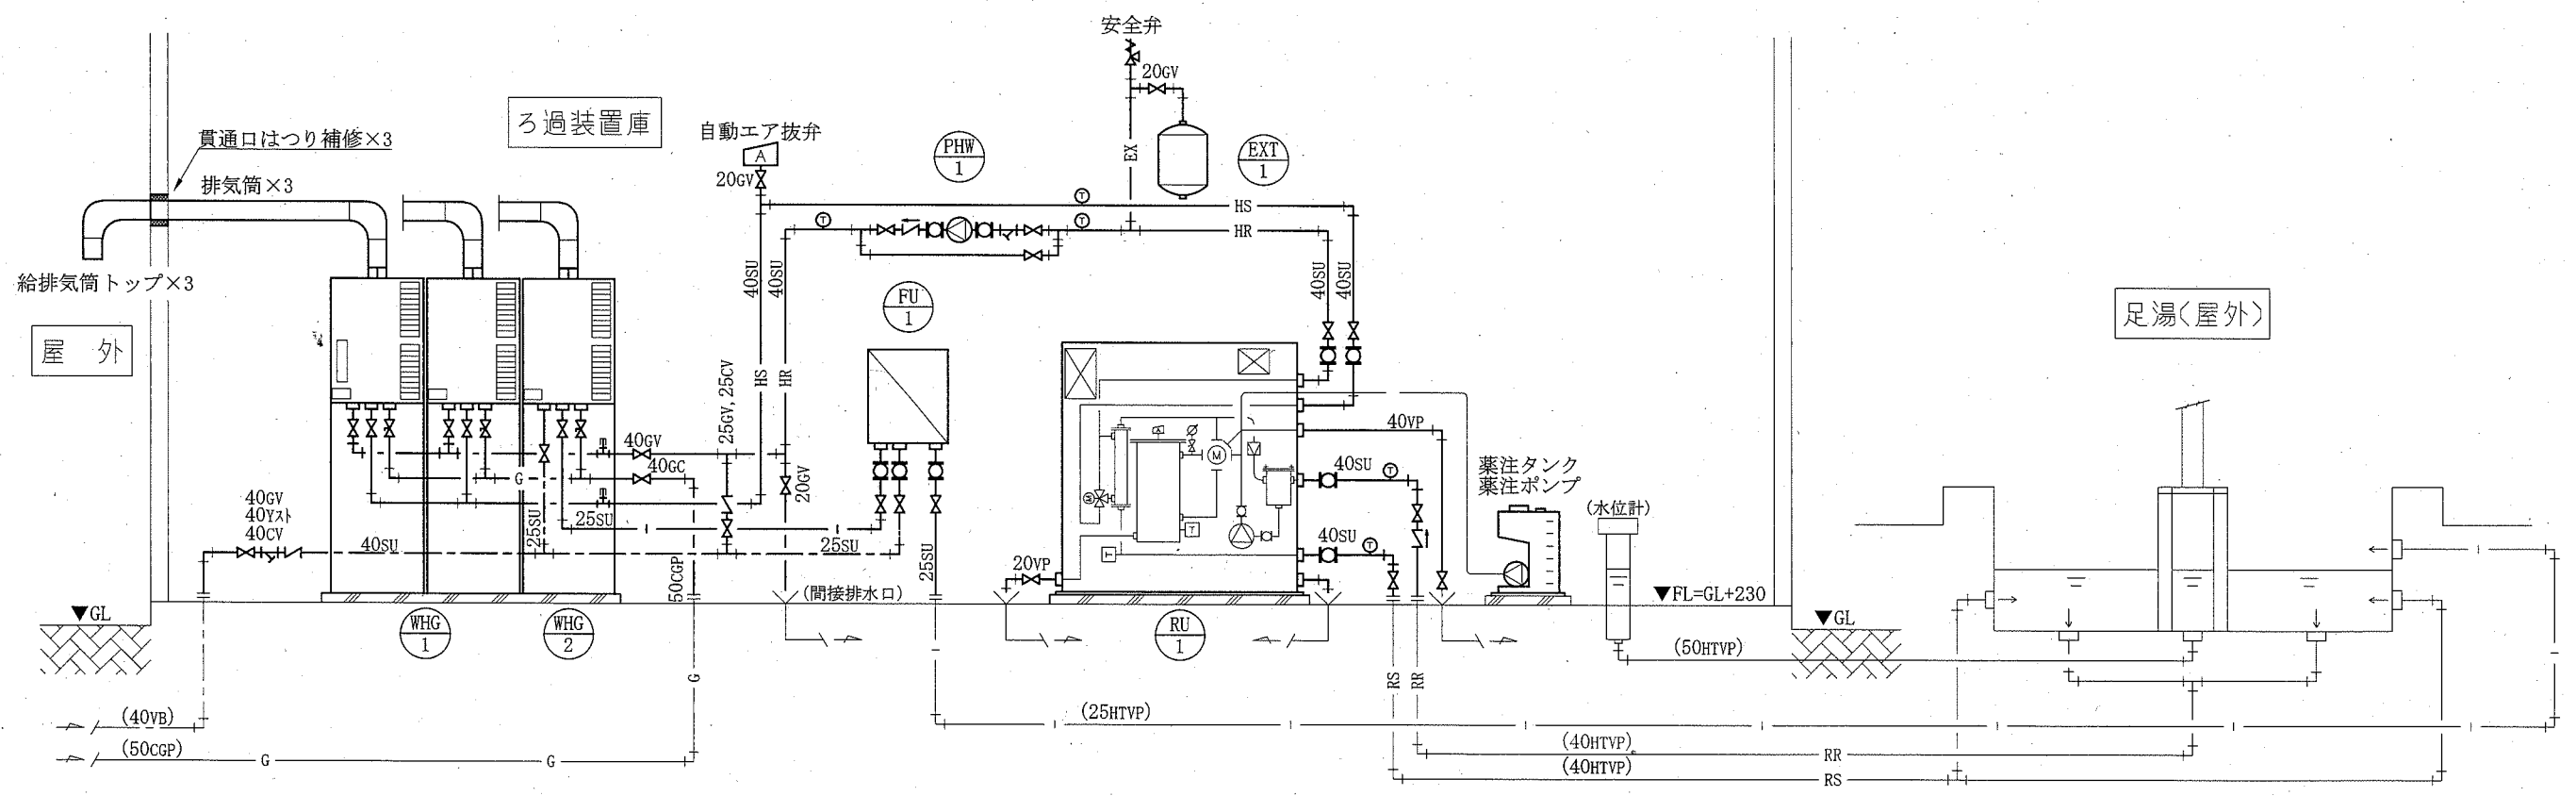 安全弁
20GV
ろ過装置庫
自動エア抜弁
A
20GV
PHW
1
EX
EXT
1
貫通口はつり補修×3
排気筒×3
給排気筒トップ×3
屋 外
T
HS
T
T
HR
40SU
40SU
HS
HR
40SU
40SU
FU
1
足湯(屋外)
25GV, 25CV
40GV
40GC
G
20GV
25SU
25SU
25SU
25SU
40GV
40Yスト
40CV
40SU
50CGP
(間接排水口)
M
T
T
40VP
40SU
T
40SU
T
20VP
薬注タンク
薬注ポンプ
(水位計)
▼FL=GL+230
▼GL
▼GL
WHG
1
WHG
2
RU
1
(50HTVP)
G
RS
RR
(40VB)
(25HTVP)
(50CGP)
G
G
(40HTVP)
RR
(40HTVP)
RS